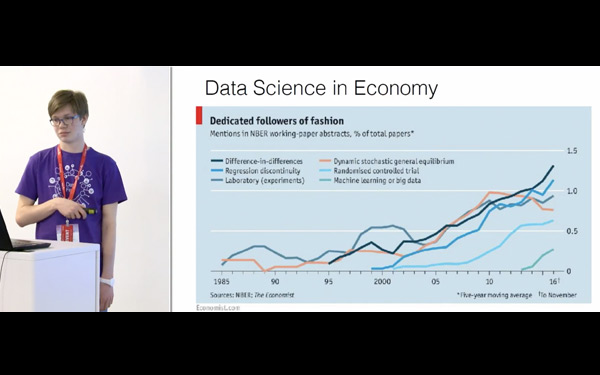 Data Science in Economy
Dedicated followers of fashion
Mentions in NBER working-paper abstracts, % of total papers*
Difference-in-differences
Regression discontinuity
Laboratory (experiments)
Dynamic stochastic general equilibrium
Randomised controlled trial
Machine learning or big data
1.5
1.0
0.5
0
1985 90 95 2000 05 10 16†
Sources: NBER; The Economist
*Five-year moving average †To November
Economist.com